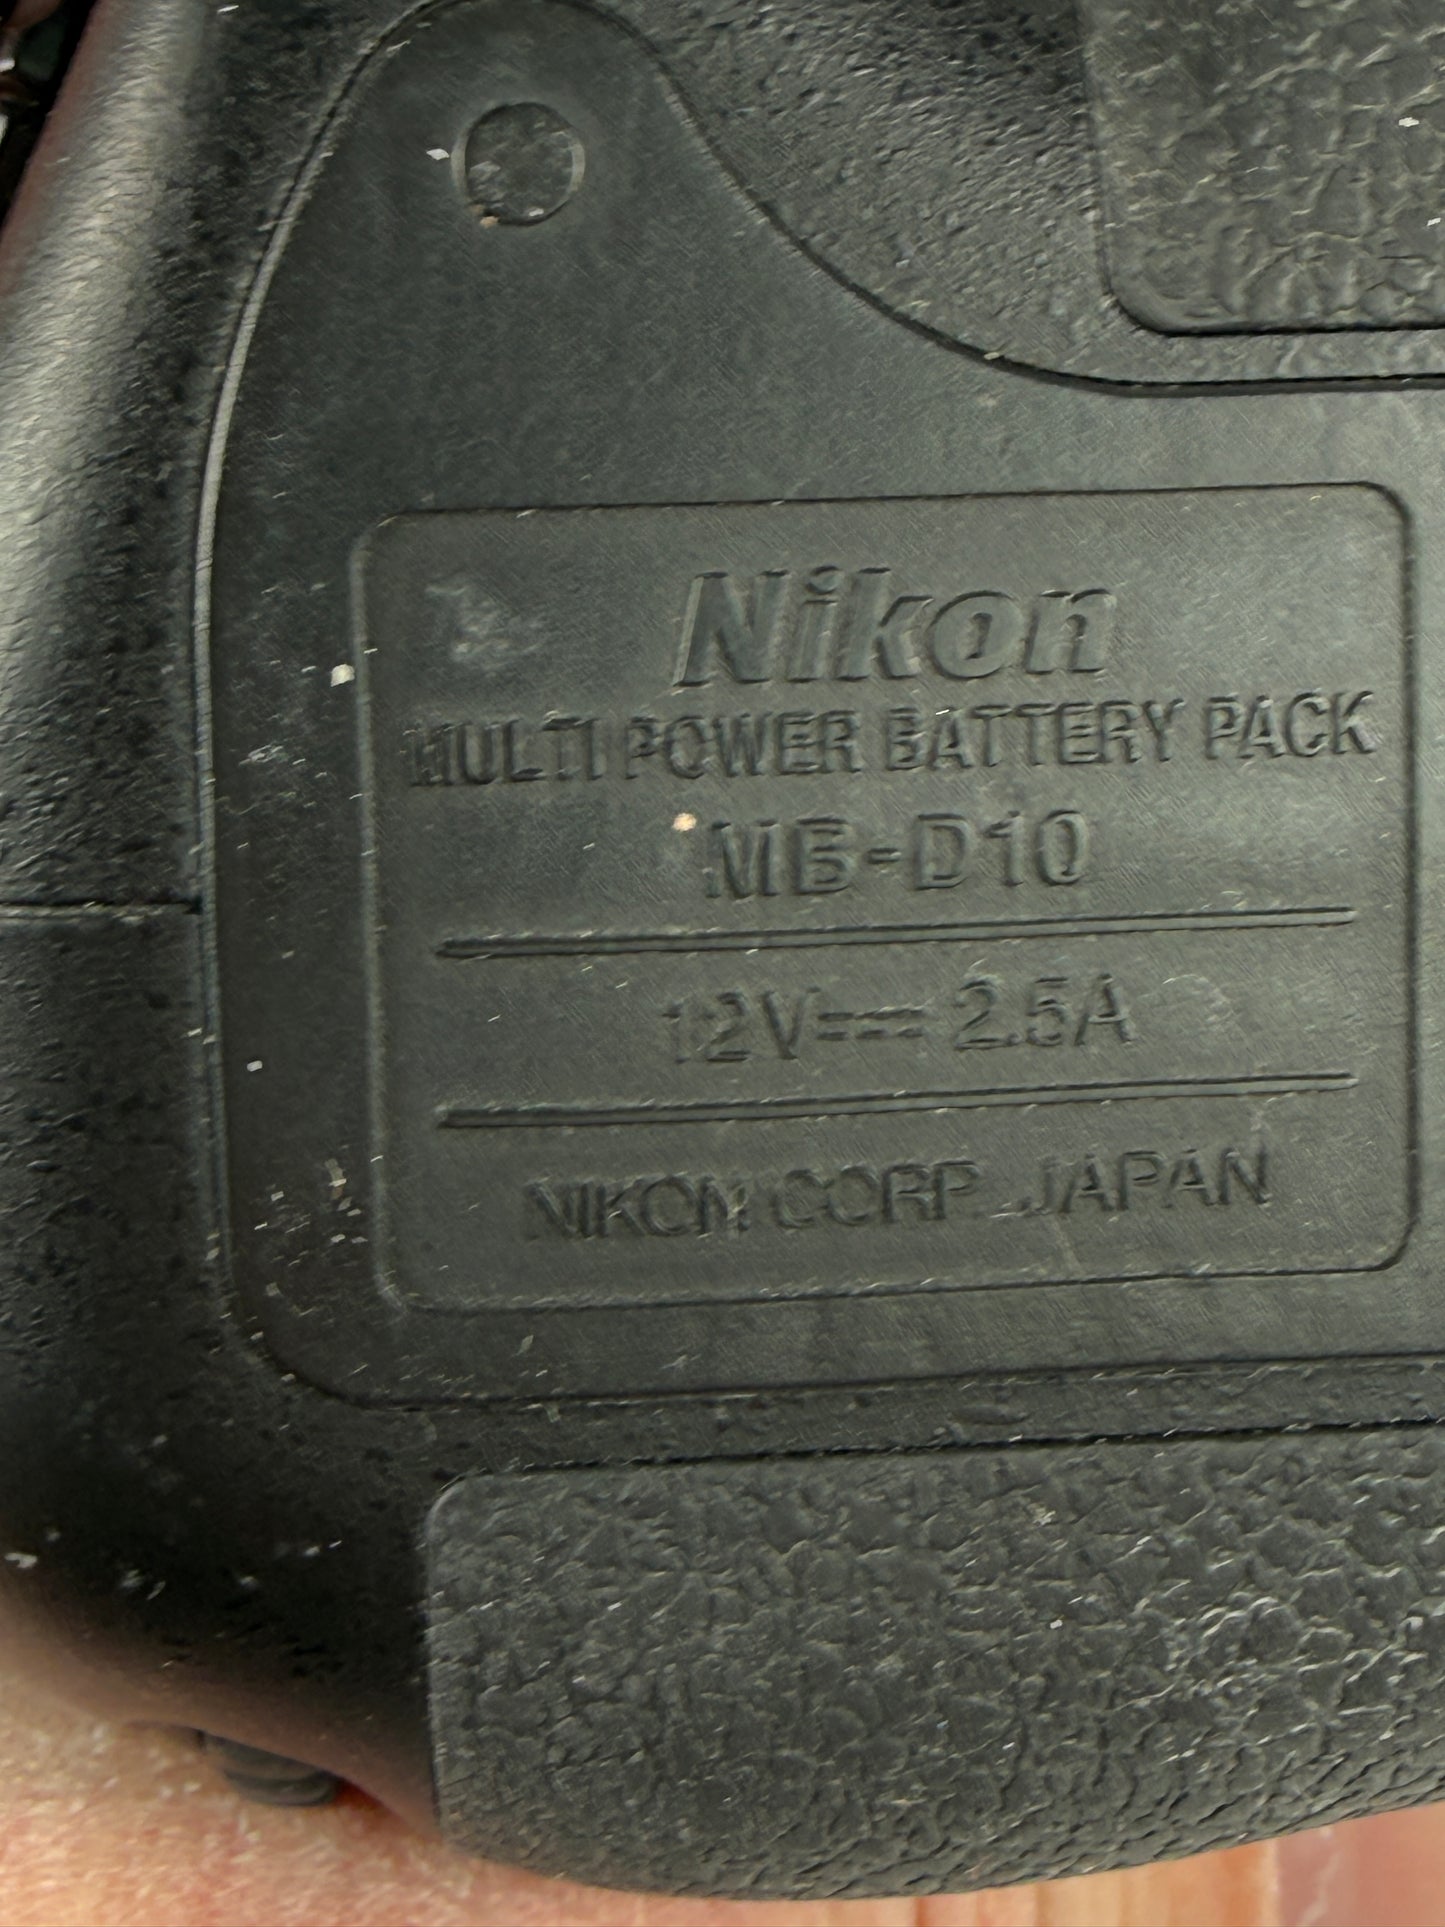 Nikon
MULTI POWER BATTERY PACK
MB-D10
12V⎓2.5A
NIKON CORP. JAPAN